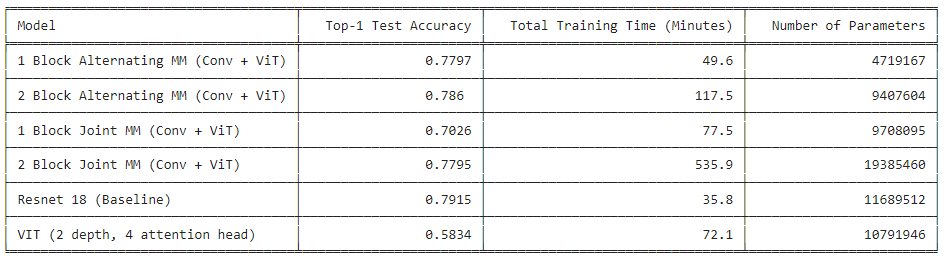 Model Top-1 Test Accuracy Total Training Time (Minutes) Number of Parameters
1 Block Alternating MM (Conv + ViT) 0.7797 49.6 4719167
2 Block Alternating MM (Conv + ViT) 0.786 117.5 9407604
1 Block Joint MM (Conv + ViT) 0.7026 77.5 9708095
2 Block Joint MM (Conv + ViT) 0.7795 535.9 19385460
Resnet 18 (Baseline) 0.7915 35.8 11689512
VIT (2 depth, 4 attention head) 0.5834 72.1 10791946